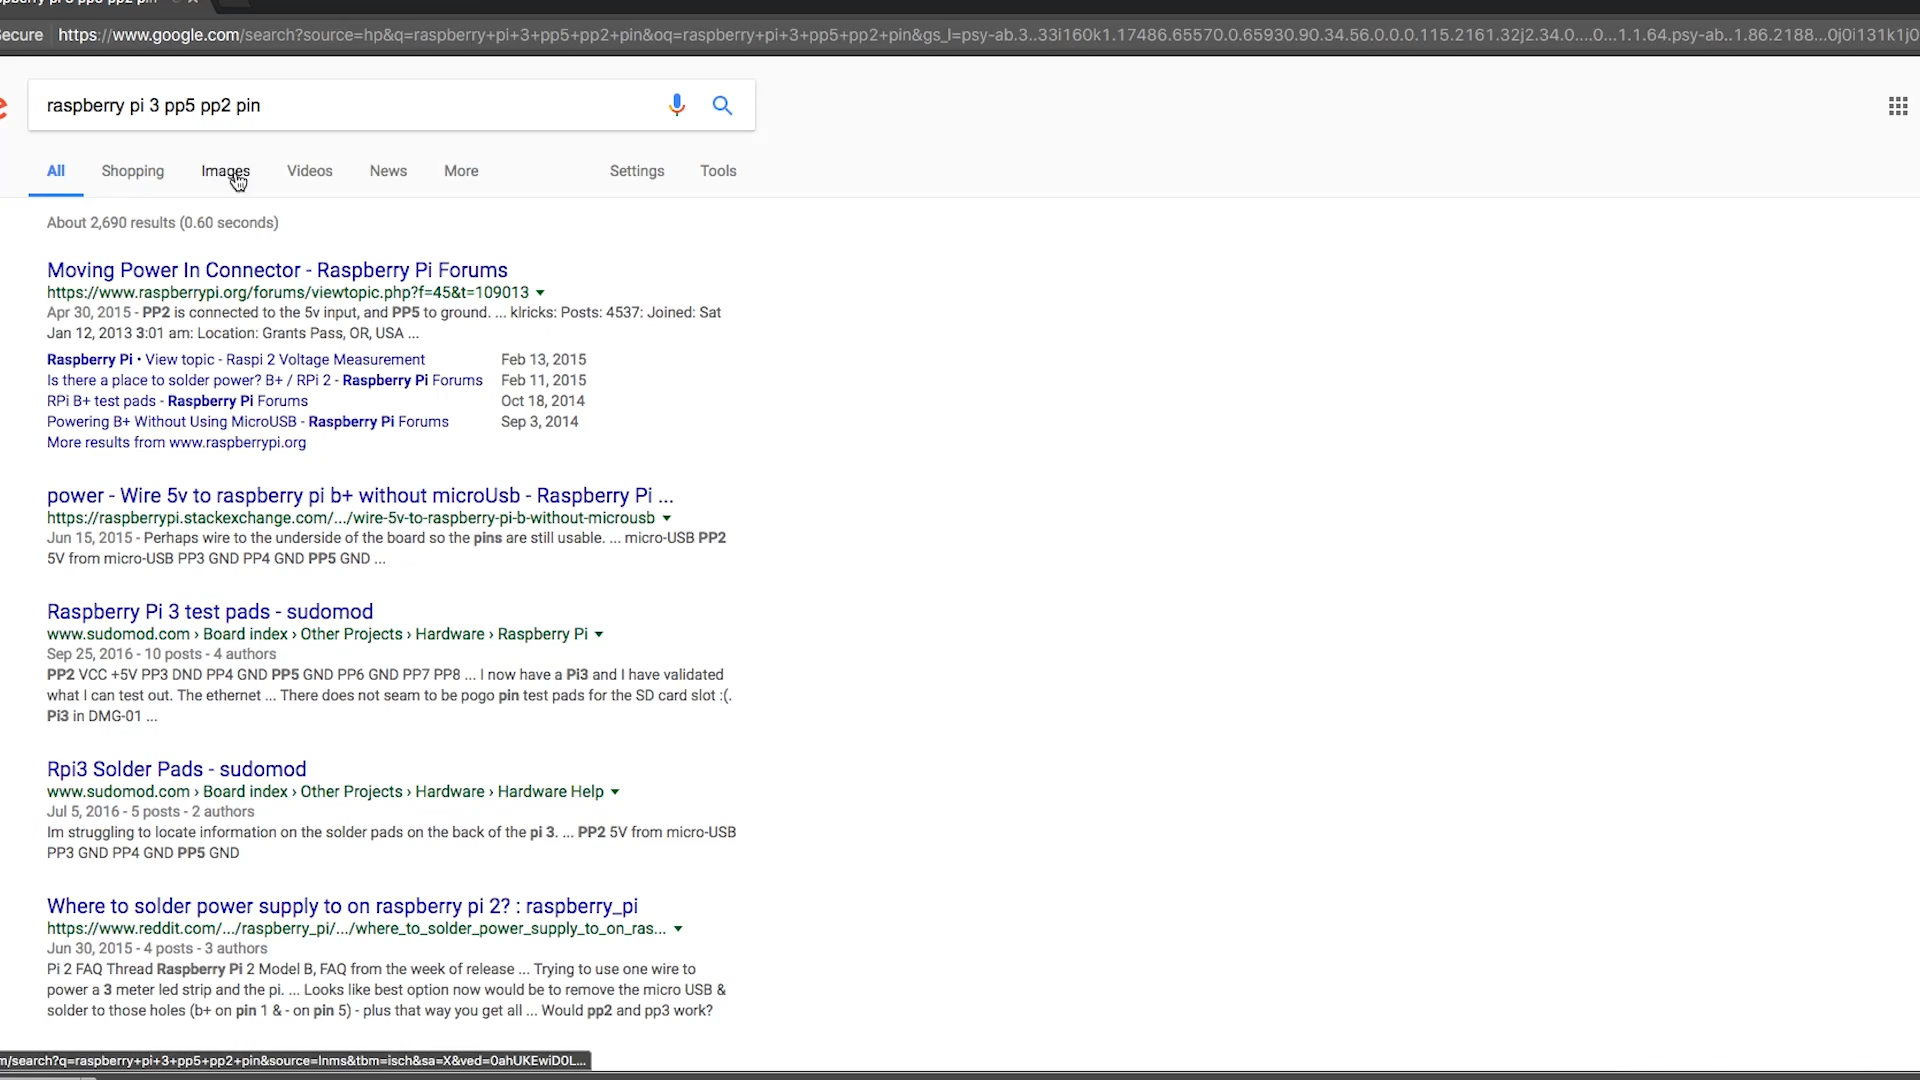 ecure https://www.google.com/search?source=hp&q=raspberry+pi+3+pp5+pp2+pin&oq=raspberry+pi+3+pp5+pp2+pin&gs_l=psy-ab.3..33i160k1.17486.65570.0.65930.90.34.56.0.0.0.115.2161.32j2.34.0....0...1.1.64.psy-ab..1.86.2188...0j0i131k1j0
raspberry pi 3 pp5 pp2 pin
All Shopping Images Videos News More Settings Tools
About 2,690 results (0.60 seconds)
Moving Power In Connector - Raspberry Pi Forums
https://www.raspberrypi.org/forums/viewtopic.php?f=45&t=109013
Apr 30, 2015 - PP2 is connected to the 5v input, and PP5 to ground. ... klricks: Posts: 4537: Joined: Sat
Jan 12, 2013 3:01 am: Location: Grants Pass, OR, USA ...
Raspberry Pi • View topic - Raspi 2 Voltage Measurement Feb 13, 2015
Is there a place to solder power? B+ / RPi 2 - Raspberry Pi Forums Feb 11, 2015
RPi B+ test pads - Raspberry Pi Forums Oct 18, 2014
Powering B+ Without Using MicroUSB - Raspberry Pi Forums Sep 3, 2014
More results from www.raspberrypi.org
power - Wire 5v to raspberry pi b+ without microUsb - Raspberry Pi ...
https://raspberrypi.stackexchange.com/.../wire-5v-to-raspberry-pi-b-without-microusb
Jun 15, 2015 - Perhaps wire to the underside of the board so the pins are still usable. ... micro-USB PP2
5V from micro-USB PP3 GND PP4 GND PP5 GND ...
Raspberry Pi 3 test pads - sudomod
www.sudomod.com › Board index › Other Projects › Hardware › Raspberry Pi
Sep 25, 2016 - 10 posts - 4 authors
PP2 VCC +5V PP3 DND PP4 GND PP5 GND PP6 GND PP7 PP8 ... I now have a Pi3 and I have validated
what I can test out. The ethernet ... There does not seam to be pogo pin test pads for the SD card slot :(.
Pi3 in DMG-01 ...
Rpi3 Solder Pads - sudomod
www.sudomod.com › Board index › Other Projects › Hardware › Hardware Help
Jul 5, 2016 - 5 posts - 2 authors
Im struggling to locate information on the solder pads on the back of the pi 3. ... PP2 5V from micro-USB
PP3 GND PP4 GND PP5 GND
Where to solder power supply to on raspberry pi 2? : raspberry_pi
https://www.reddit.com/.../raspberry_pi/.../where_to_solder_power_supply_to_on_ras...
Jun 30, 2015 - 4 posts - 3 authors
Pi 2 FAQ Thread Raspberry Pi 2 Model B, FAQ from the week of release ... Trying to use one wire to
power a 3 meter led strip and the pi. ... Looks like best option now would be to remove the micro USB &
solder to those holes (b+ on pin 1 & - on pin 5) - plus that way you get all ... Would pp2 and pp3 work?
m/search?q=raspberry+pi+3+pp5+pp2+pin&source=lnms&tbm=isch&sa=X&ved=0ahUKEwiD0L...